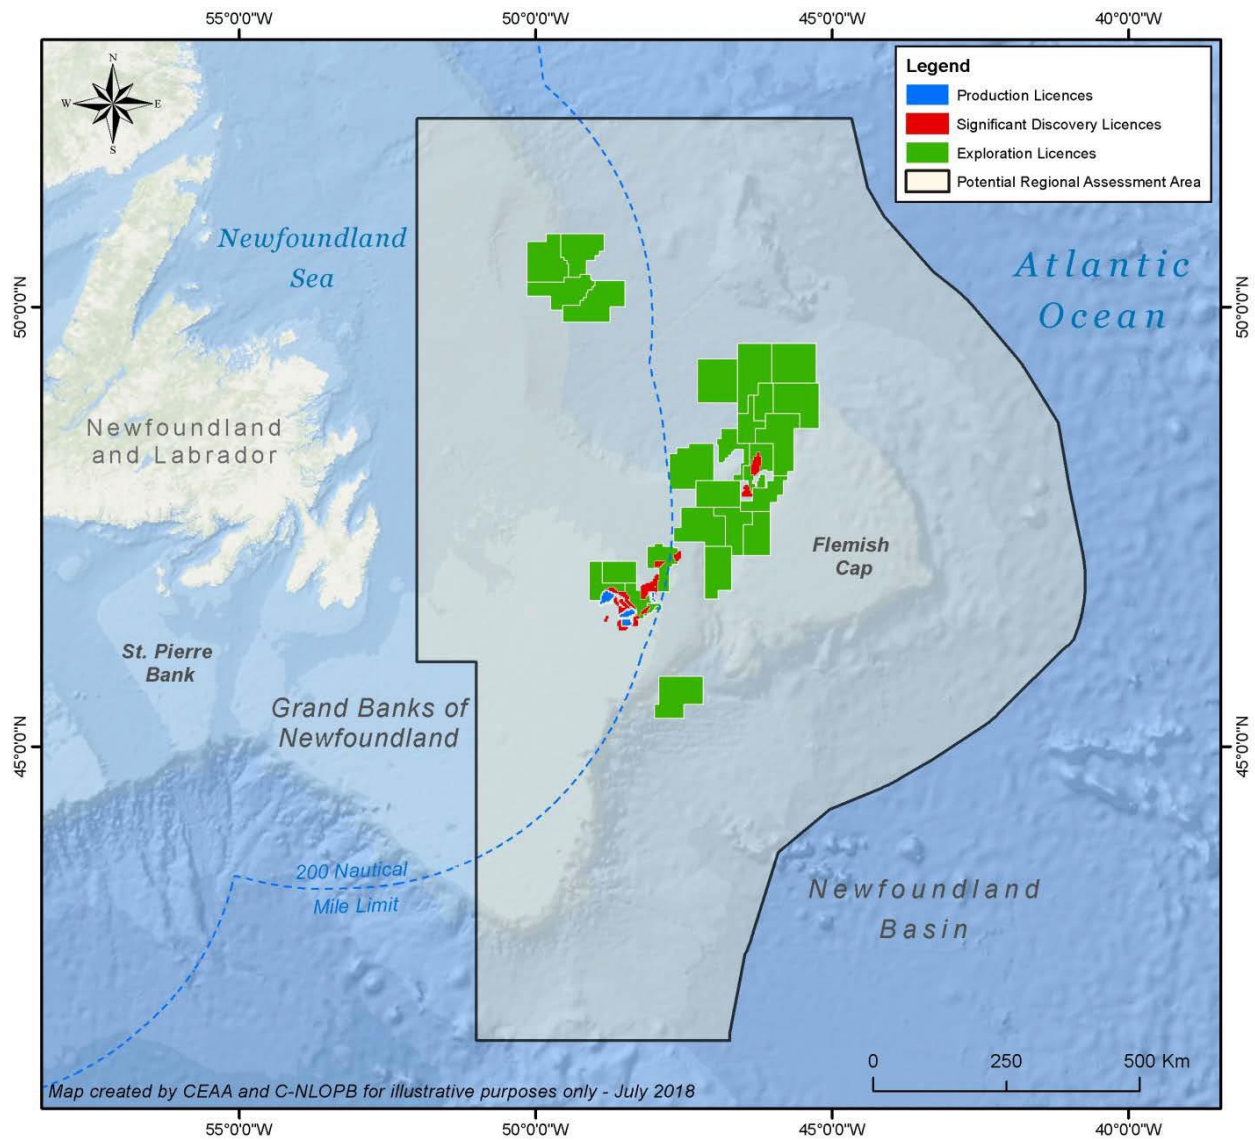 55°0'0"W 50°0'0"W 45°0'0"W 40°0'0"W
N
W E
S
Legend
Production Licences
Significant Discovery Licences
Exploration Licences
Potential Regional Assessment Area
Newfoundland
Sea
Atlantic
Ocean
50°0'0"N 50°0'0"N
Newfoundland
and Labrador
Flemish
Cap
St. Pierre
Bank
Grand Banks of
Newfoundland
45°0'0"N 45°0'0"N
200 Nautical
Mile Limit
Newfoundland
Basin
0 250 500 Km
Map created by CEAA and C-NLOPB for illustrative purposes only - July 2018
55°0'0"W 50°0'0"W 45°0'0"W 40°0'0"W